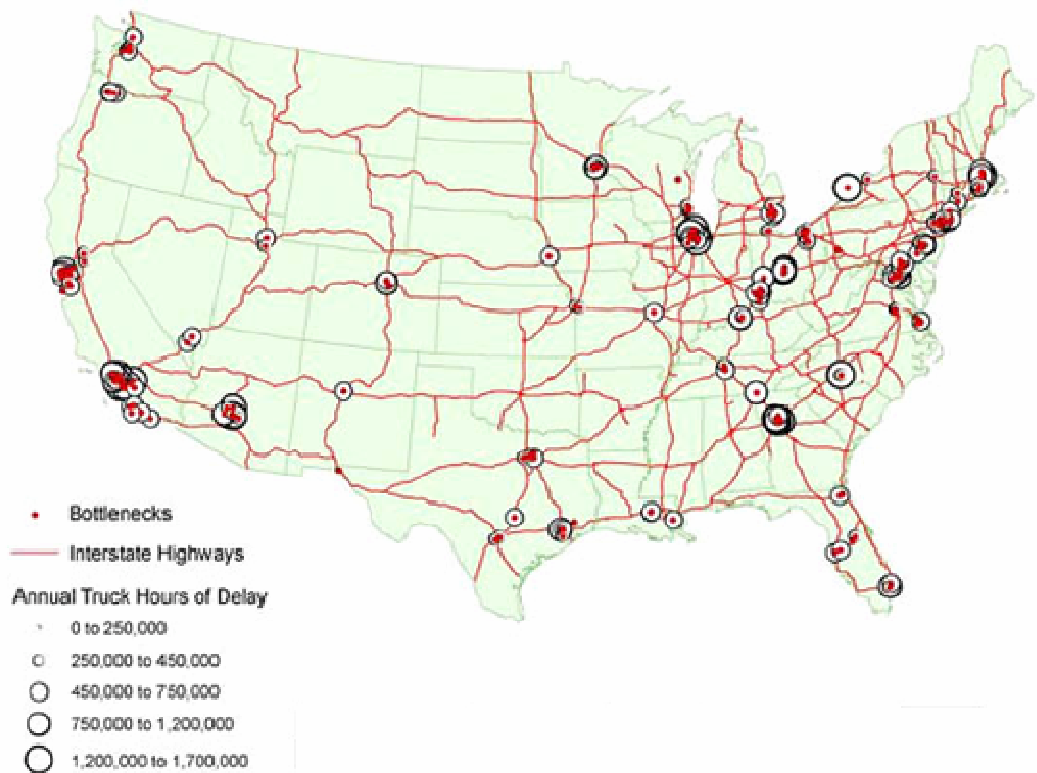 Bottlenecks
Interstate Highways
Annual Truck Hours of Delay
0 to 250,000
250,000 to 450,000
450,000 to 750,000
750,000 to 1,200,000
1,200,000 to 1,700,000